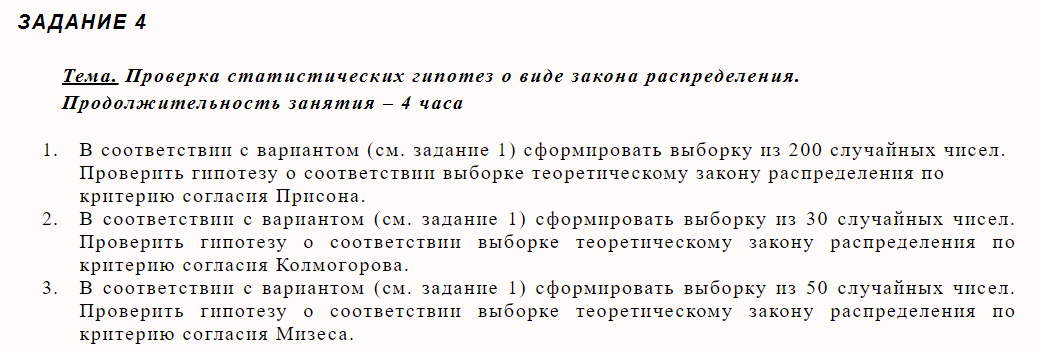 ЗАДАНИЕ 4
Тема. Проверка статистических гипотез о виде закона распределения.
Продолжительность занятия – 4 часа
1. В соответствии с вариантом (см. задание 1) сформировать выборку из 200 случайных чисел.
Проверить гипотезу о соответствии выборке теоретическому закону распределения по
критерию согласия Присона.
2. В соответствии с вариантом (см. задание 1) сформировать выборку из 30 случайных чисел.
Проверить гипотезу о соответствии выборке теоретическому закону распределения по
критерию согласия Колмогорова.
3. В соответствии с вариантом (см. задание 1) сформировать выборку из 50 случайных чисел.
Проверить гипотезу о соответствии выборке теоретическому закону распределения по
критерию согласия Мизеса.